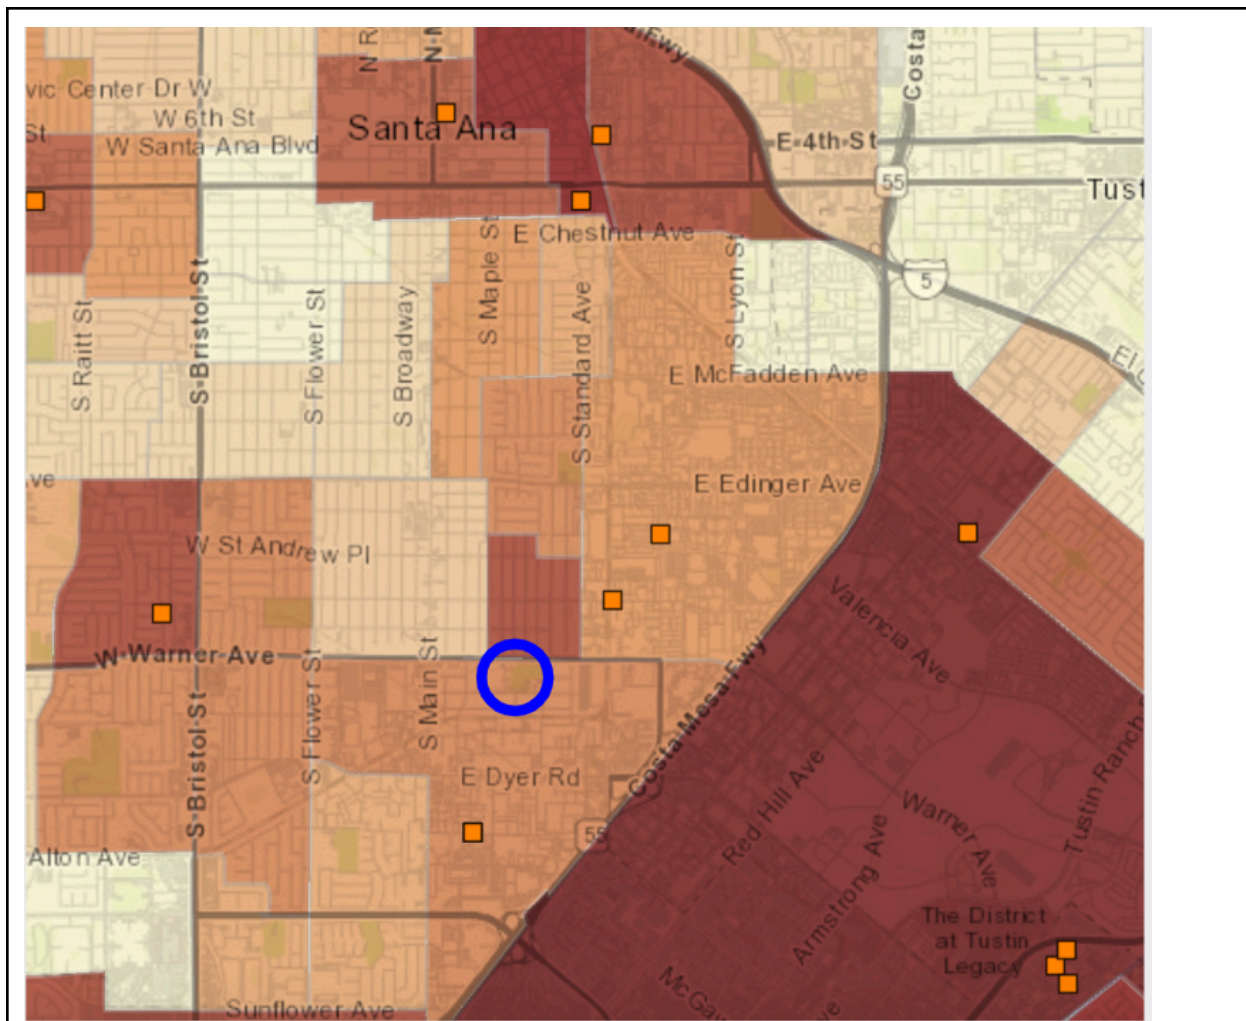 N R
N M
a Fwy
Costa
vic Center Dr W
W 6th St
St
W Santa Ana Blvd
Santa Ana
E 4th St
55
Tust
E Chestnut Ave
S Maple St
S Lyon St
5
S Bristol St
S Raitt St
S Flower St
S Broadway
S Standard Ave
El C
E McFadden Ave
ve
E Edinger Ave
W St Andrew Pl
Valencia Ave
W Warner Ave
S Flower St
S Main St
S Bristol St
Costa Mesa Fwy
E Dyer Rd
55
Red Hill Ave
Warner Ave
Tustin Ranch
Alton Ave
Armstrong Ave
The District
at Tustin
Legacy
McGaw
ve
Sunflower Ave